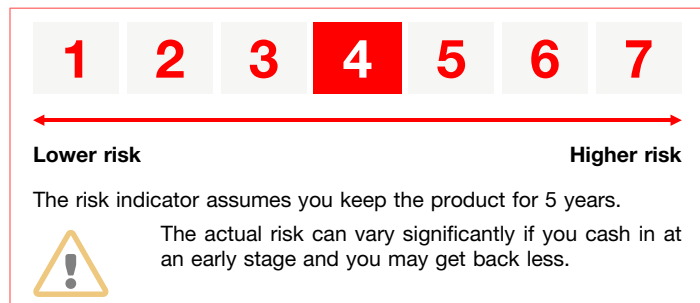 1 2 3 4 5 6 7
Lower risk Higher risk
The risk indicator assumes you keep the product for 5 years.
The actual risk can vary significantly if you cash in at
an early stage and you may get back less.